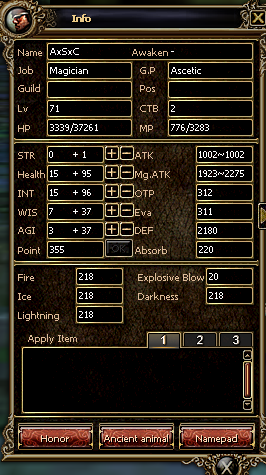 Info
Name AxSxC Awaken -
Job Magician G.P Ascetic
Guild Pos
Lv 71 CTB 2
HP 3339/37261 MP 776/3283
STR 0 + 1 + − ATK 1002~1002
Health 15 + 95 + − Mg.ATK 1923~2275
INT 15 + 96 + − OTP 312
WIS 7 + 37 + − Eva 311
AGI 3 + 37 + − DEF 2180
Point 355 OK Absorb 220
Fire 218 Explosive Blow 20
Ice 218 Darkness 218
Lightning 218
Apply Item 1 2 3
Honor Ancient animal Namepad